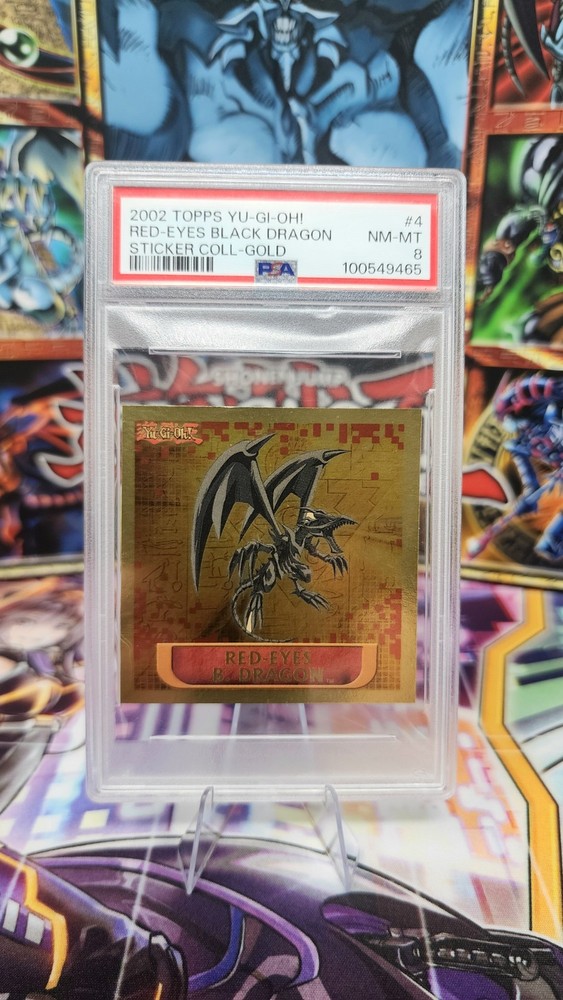 2002 TOPPS YU-GI-OH! #4
RED-EYES BLACK DRAGON NM-MT
STICKER COLL-GOLD 8
PSA 100549465
Yu-Gi-Oh!
RED-EYES
B. DRAGON™